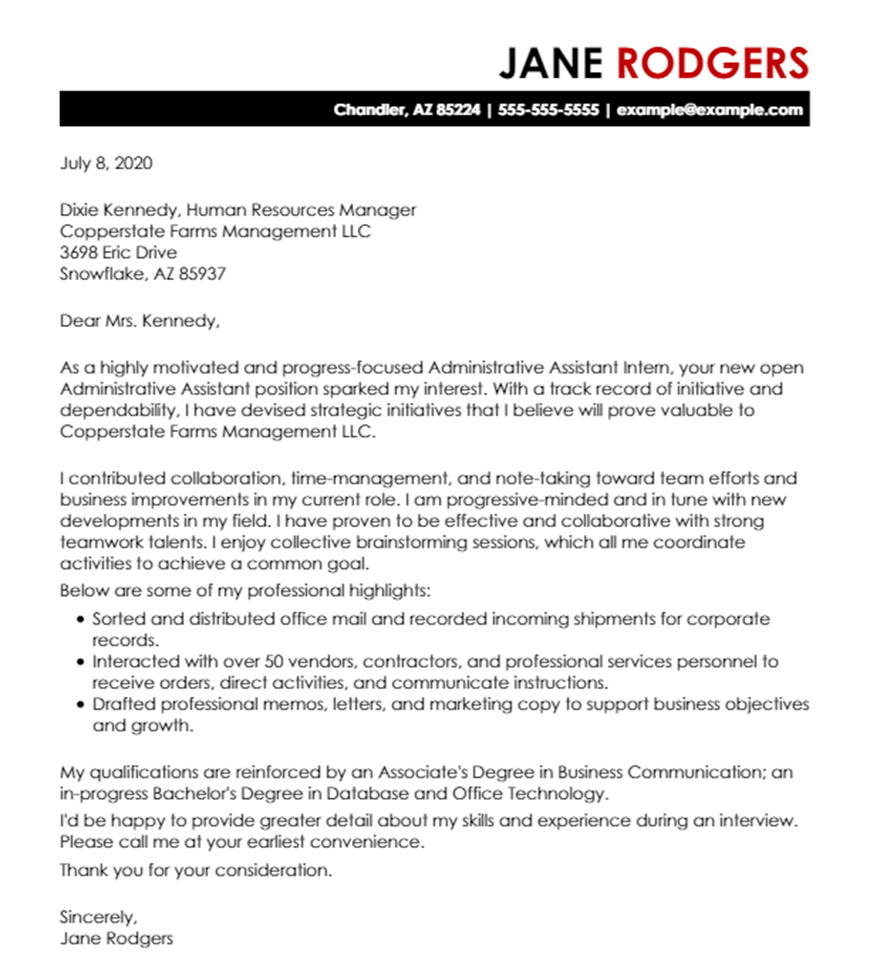 JANE RODGERS
Chandler, AZ 85224 | 555-555-5555 | example@example.com
July 8, 2020
Dixie Kennedy, Human Resources Manager
Copperstate Farms Management LLC
3698 Eric Drive
Snowflake, AZ 85937
Dear Mrs. Kennedy,
As a highly motivated and progress-focused Administrative Assistant Intern, your new open
Administrative Assistant position sparked my interest. With a track record of initiative and
dependability, I have devised strategic initiatives that I believe will prove valuable to
Copperstate Farms Management LLC.
I contributed collaboration, time-management, and note-taking toward team efforts and
business improvements in my current role. I am progressive-minded and in tune with new
developments in my field. I have proven to be effective and collaborative with strong
teamwork talents. I enjoy collective brainstorming sessions, which all me coordinate
activities to achieve a common goal.
Below are some of my professional highlights:
• Sorted and distributed office mail and recorded incoming shipments for corporate
records.
• Interacted with over 50 vendors, contractors, and professional services personnel to
receive orders, direct activities, and communicate instructions.
• Drafted professional memos, letters, and marketing copy to support business objectives
and growth.
My qualifications are reinforced by an Associate's Degree in Business Communication; an
in-progress Bachelor's Degree in Database and Office Technology.
I'd be happy to provide greater detail about my skills and experience during an interview.
Please call me at your earliest convenience.
Thank you for your consideration.
Sincerely,
Jane Rodgers